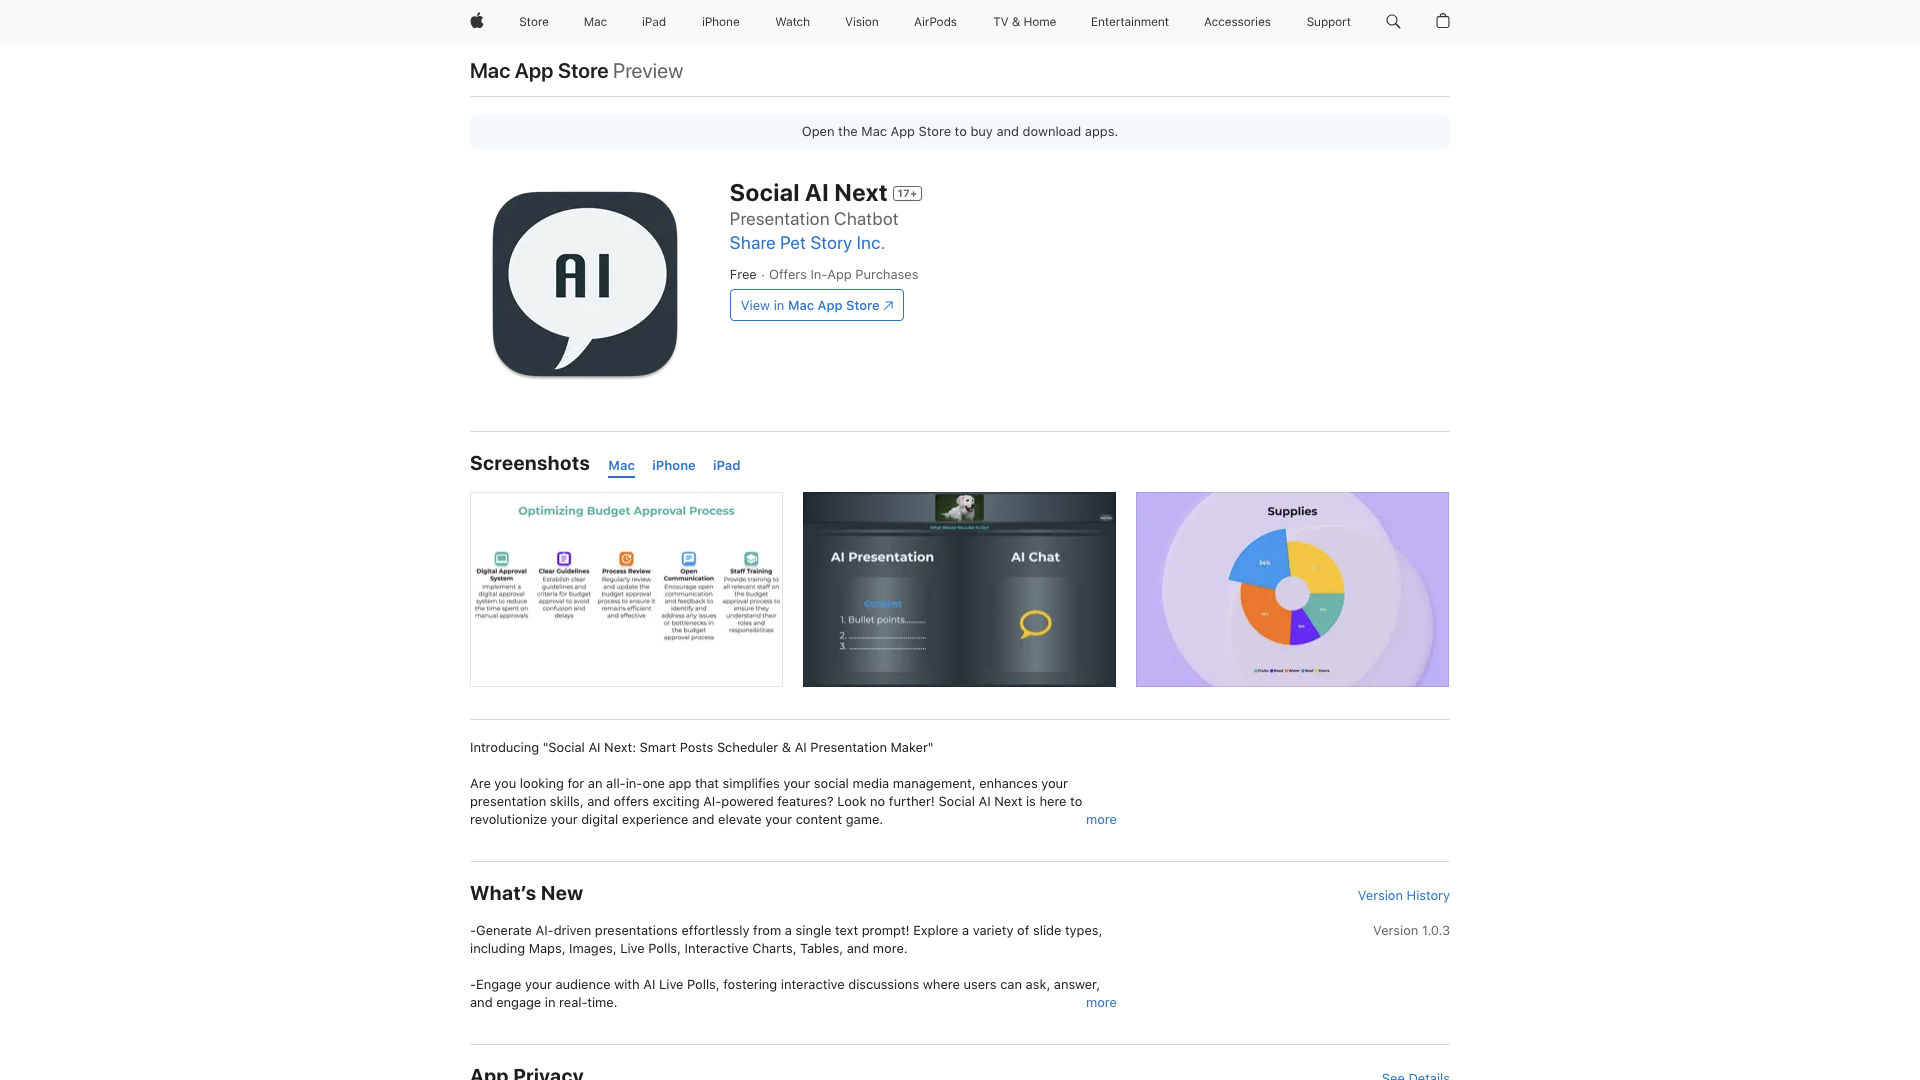 Store Mac iPad iPhone Watch Vision AirPods TV & Home Entertainment Accessories Support
Mac App Store Preview
Open the Mac App Store to buy and download apps.
AI
Social AI Next 17+
Presentation Chatbot
Share Pet Story Inc.
Free · Offers In-App Purchases
View in Mac App Store ↗
Screenshots Mac iPhone iPad
Optimizing Budget Approval Process
Digital Approval System
Implement a digital approval system to reduce the time spent on manual approvals
Clear Guidelines
Establish clear guidelines and criteria for budget approval to avoid confusion and delays
Process Review
Regularly review and update the budget approval process to ensure it remains efficient and effective
Open Communication
Encourage open communication and feedback to identify and address any issues or bottlenecks in the budget approval process
Staff Training
Provide training to all relevant staff on the budget approval process to ensure they understand their roles and responsibilities
What Would You Like To Do?
AI Presentation
AI Chat
Content
1. Bullet points..........
2. ..............................
3. ..............................
Supplies
24%
Introducing "Social AI Next: Smart Posts Scheduler & AI Presentation Maker"
Are you looking for an all-in-one app that simplifies your social media management, enhances your
presentation skills, and offers exciting AI-powered features? Look no further! Social AI Next is here to
revolutionize your digital experience and elevate your content game. more
What's New Version History
-Generate AI-driven presentations effortlessly from a single text prompt! Explore a variety of slide types, Version 1.0.3
including Maps, Images, Live Polls, Interactive Charts, Tables, and more.
-Engage your audience with AI Live Polls, fostering interactive discussions where users can ask, answer,
and engage in real-time. more
App Privacy See Details